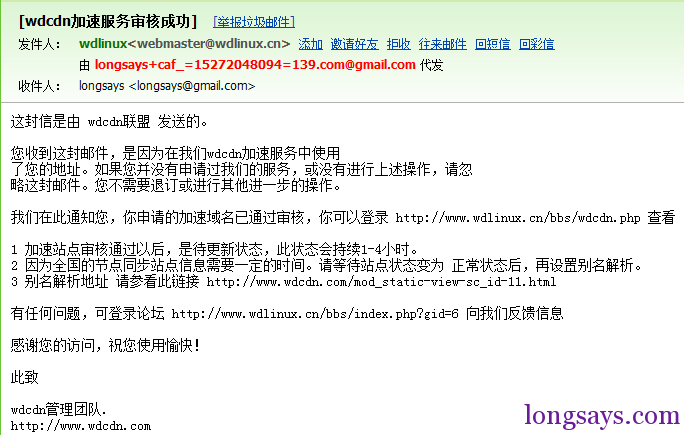 [wdcdn加速服务审核成功] [举报垃圾邮件]
发件人： wdlinux<webmaster@wdlinux.cn> 添加 邀请好友 拒收 往来邮件 回短信 回彩信
由 longsays+caf_=15272048094=139.com@gmail.com 代发
收件人： longsays <longsays@gmail.com>
这封信是由 wdcdn联盟 发送的。
您收到这封邮件，是因为在我们wdcdn加速服务中使用
了您的地址。如果您并没有申请过我们的服务，或没有进行上述操作，请忽
略这封邮件。您不需要退订或进行其他进一步的操作。
我们在此通知您，你申请的加速域名已通过审核，你可以登录 http://www.wdlinux.cn/bbs/wdcdn.php 查看
1 加速站点审核通过以后，是待更新状态，此状态会持续1-4小时。
2 因为全国的节点同步站点信息需要一定的时间。请等待站点状态变为 正常状态后，再设置别名解析。
3 别名解析地址 请参看此链接 http://www.wdcdn.com/mod_static-view-sc_id-11.html
有任何问题，可登录论坛 http://www.wdlinux.cn/bbs/index.php?gid=6 向我们反馈信息
感谢您的访问，祝您使用愉快！
此致
wdcdn管理团队.
http://www.wdcdn.com
longsays.com